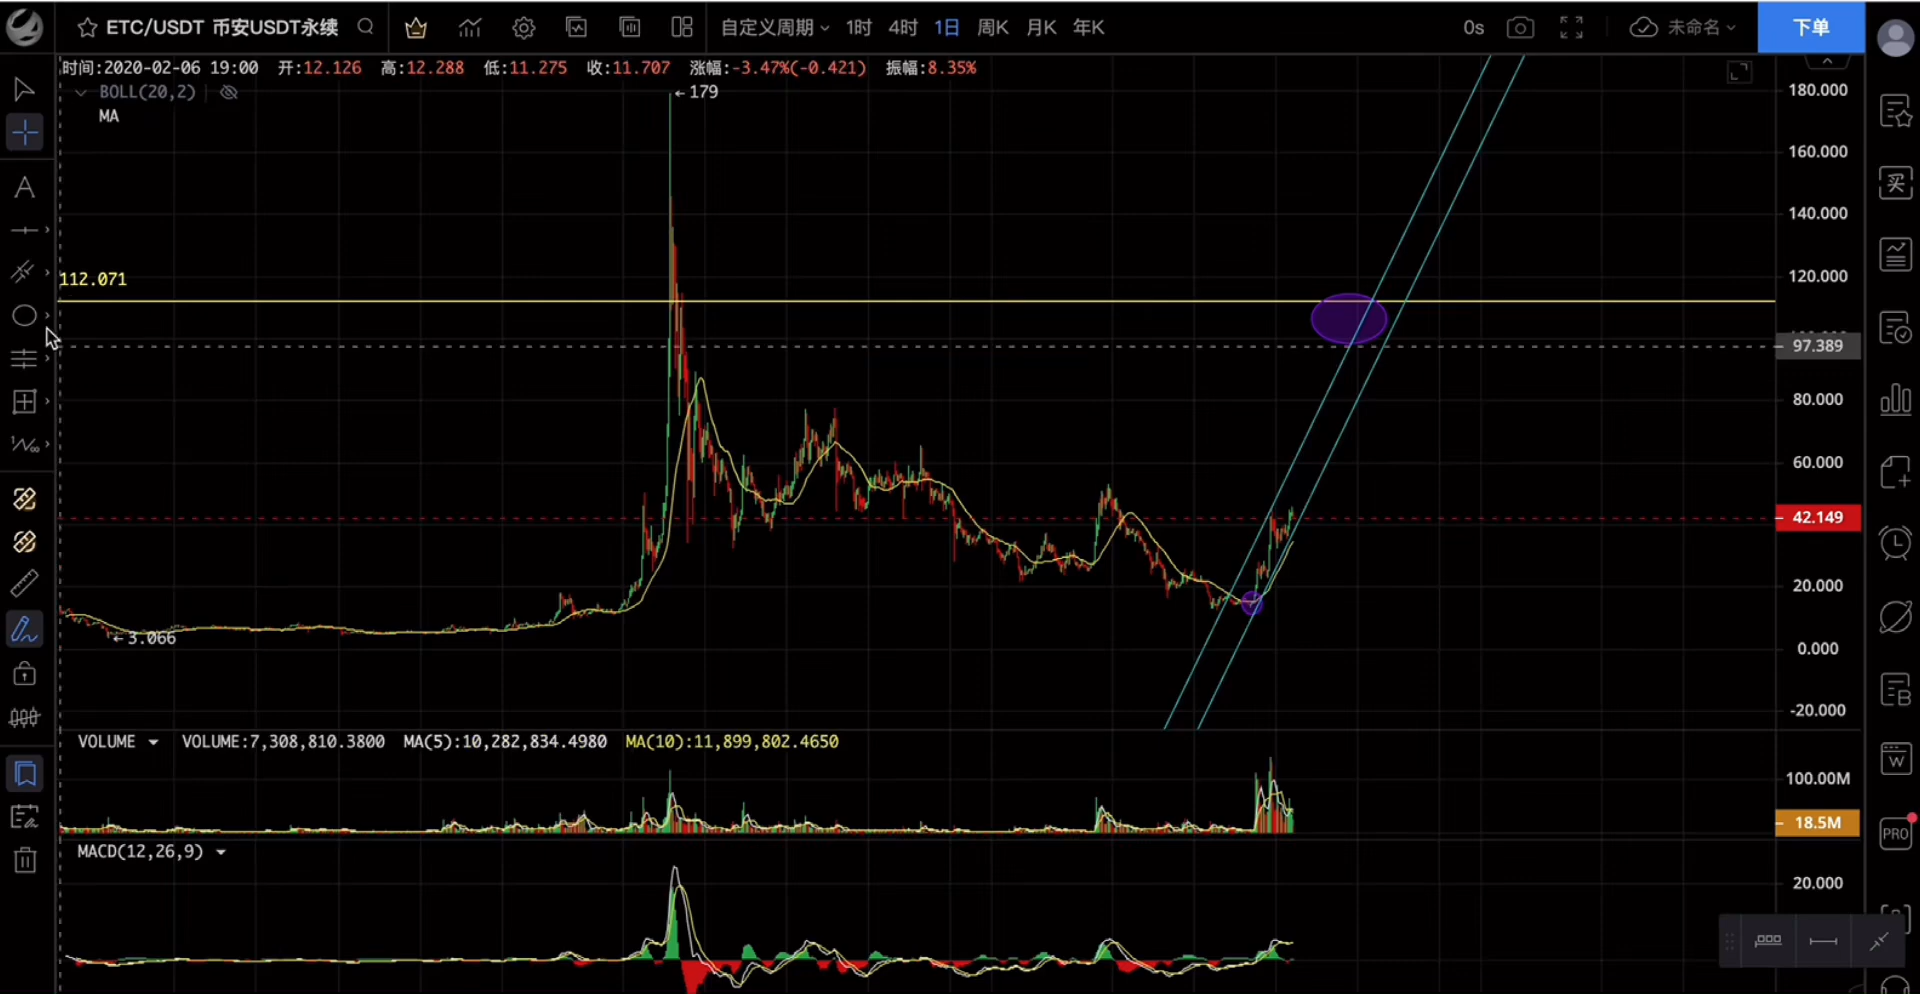 ETC/USDT 币安USDT永续 自定义周期 1时 4时 1日 周K 月K 年K 0s 未命名 下单
时间:2020-02-06 19:00 开:12.126 高:12.288 低:11.275 收:11.707 涨幅:-3.47%(-0.421) 振幅:8.35%
BOLL(20,2)
MA
←179
180.000
160.000
140.000
120.000
112.071
97.389
80.000
60.000
42.149
20.000
←3.066
0.000
-20.000
VOLUME VOLUME:7,308,810.3800 MA(5):10,282,834.4980 MA(10):11,899,802.4650
100.00M
18.5M
MACD(12,26,9)
20.000
A
买
B
W
PRO